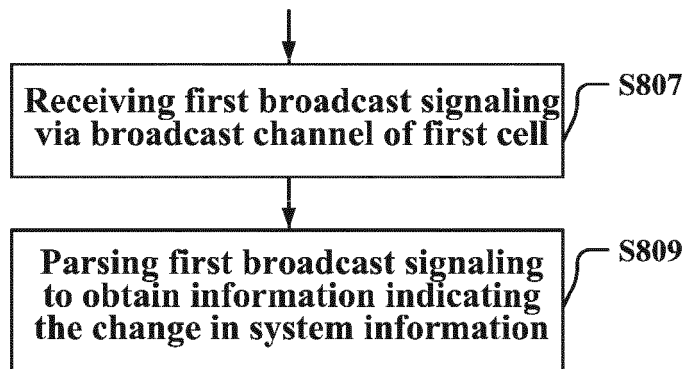 Receiving first broadcast signaling
via broadcast channel of first cell
S807
Parsing first broadcast signaling
to obtain information indicating
the change in system information
S809